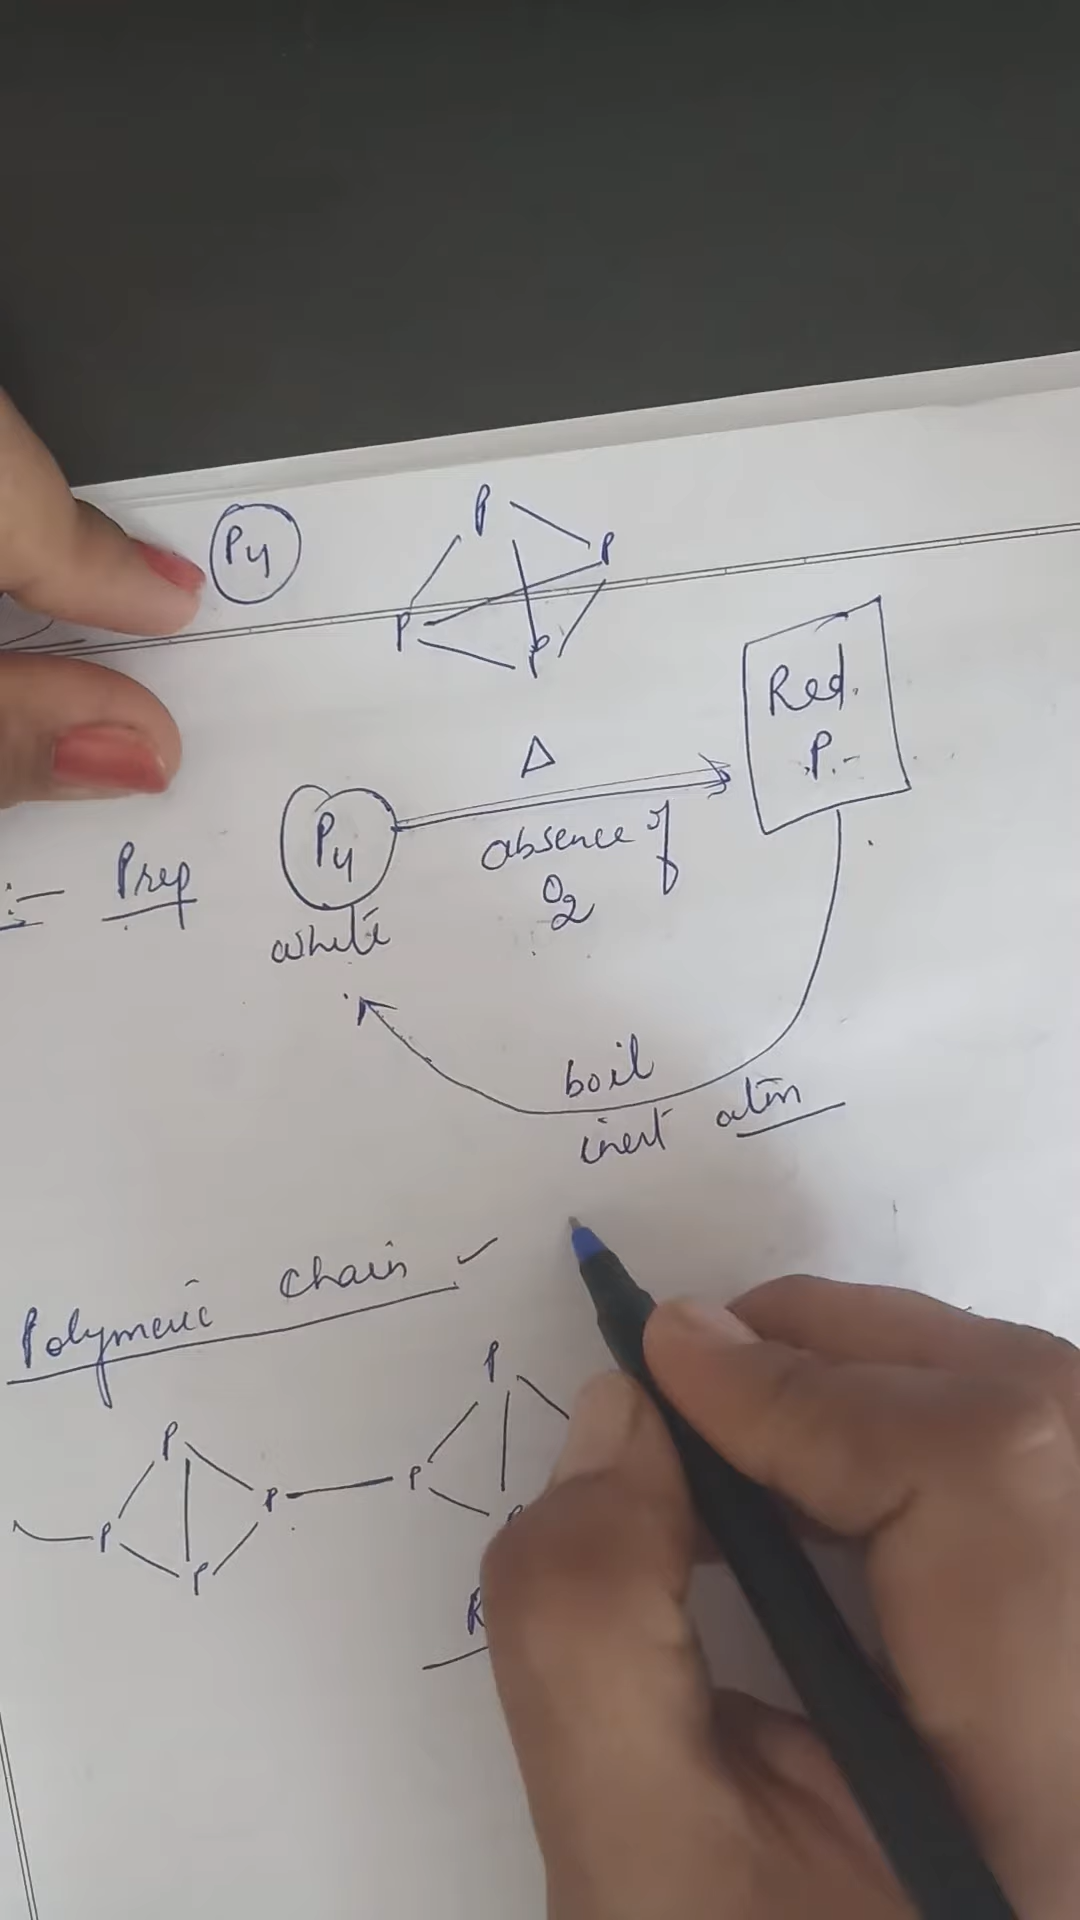 P4
P
P
P
P
Red.
P.
Δ
:- Prep
P4
absence of
O2
white
boil
inert atm
Polymeric chain ✓
P
P
P
P
P
P
P
P
R